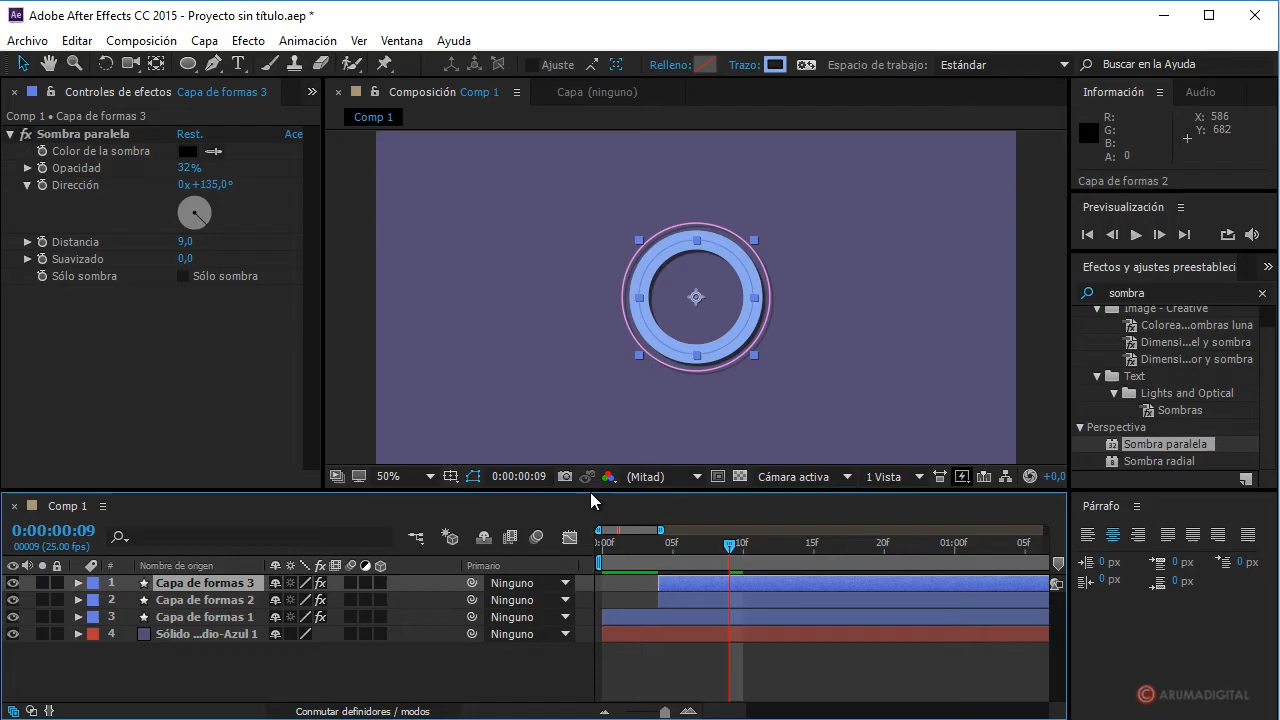 Ae Adobe After Effects CC 2015 - Proyecto sin título.aep *
Archivo Editar Composición Capa Efecto Animación Ver Ventana Ayuda
T Ajuste Relleno: Trazo: Espacio de trabajo: Estándar Buscar en la Ayuda
Controles de efectos Capa de formas 3
Comp 1 • Capa de formas 3
fx Sombra paralela Rest. Ace
Color de la sombra
Opacidad 32%
Dirección 0x+135,0°
Distancia 9,0
Suavizado 0,0
Sólo sombra Sólo sombra
Composición Comp 1 Capa (ninguno)
Comp 1
50% 0:00:00:09 (Mitad) Cámara activa 1 Vista +0,0
Información Audio
R: X: 586
G: Y: 682
B:
A: 0
Capa de formas 2
Previsualización
Efectos y ajustes preestableci
sombra
Image - Creative
Colorea...ombras luna
Dimensi...el y sombra
Dimensi...or y sombra
Text
Lights and Optical
Sombras
Perspectiva
32 Sombra paralela
8 Sombra radial
Comp 1
0:00:00:09
00009 (25.00 fps)
:00f 05f 10f 15f 20f 01:00f 05f
# Nombre de origen fx Primario
1 Capa de formas 3 fx Ninguno
2 Capa de formas 2 fx Ninguno
3 Capa de formas 1 fx Ninguno
4 Sólido ...dio-Azul 1 Ninguno
Conmutar definidores / modos
Párrafo
0 px 0 px 0 px
0 px 0 px
© ARUMADIGITAL